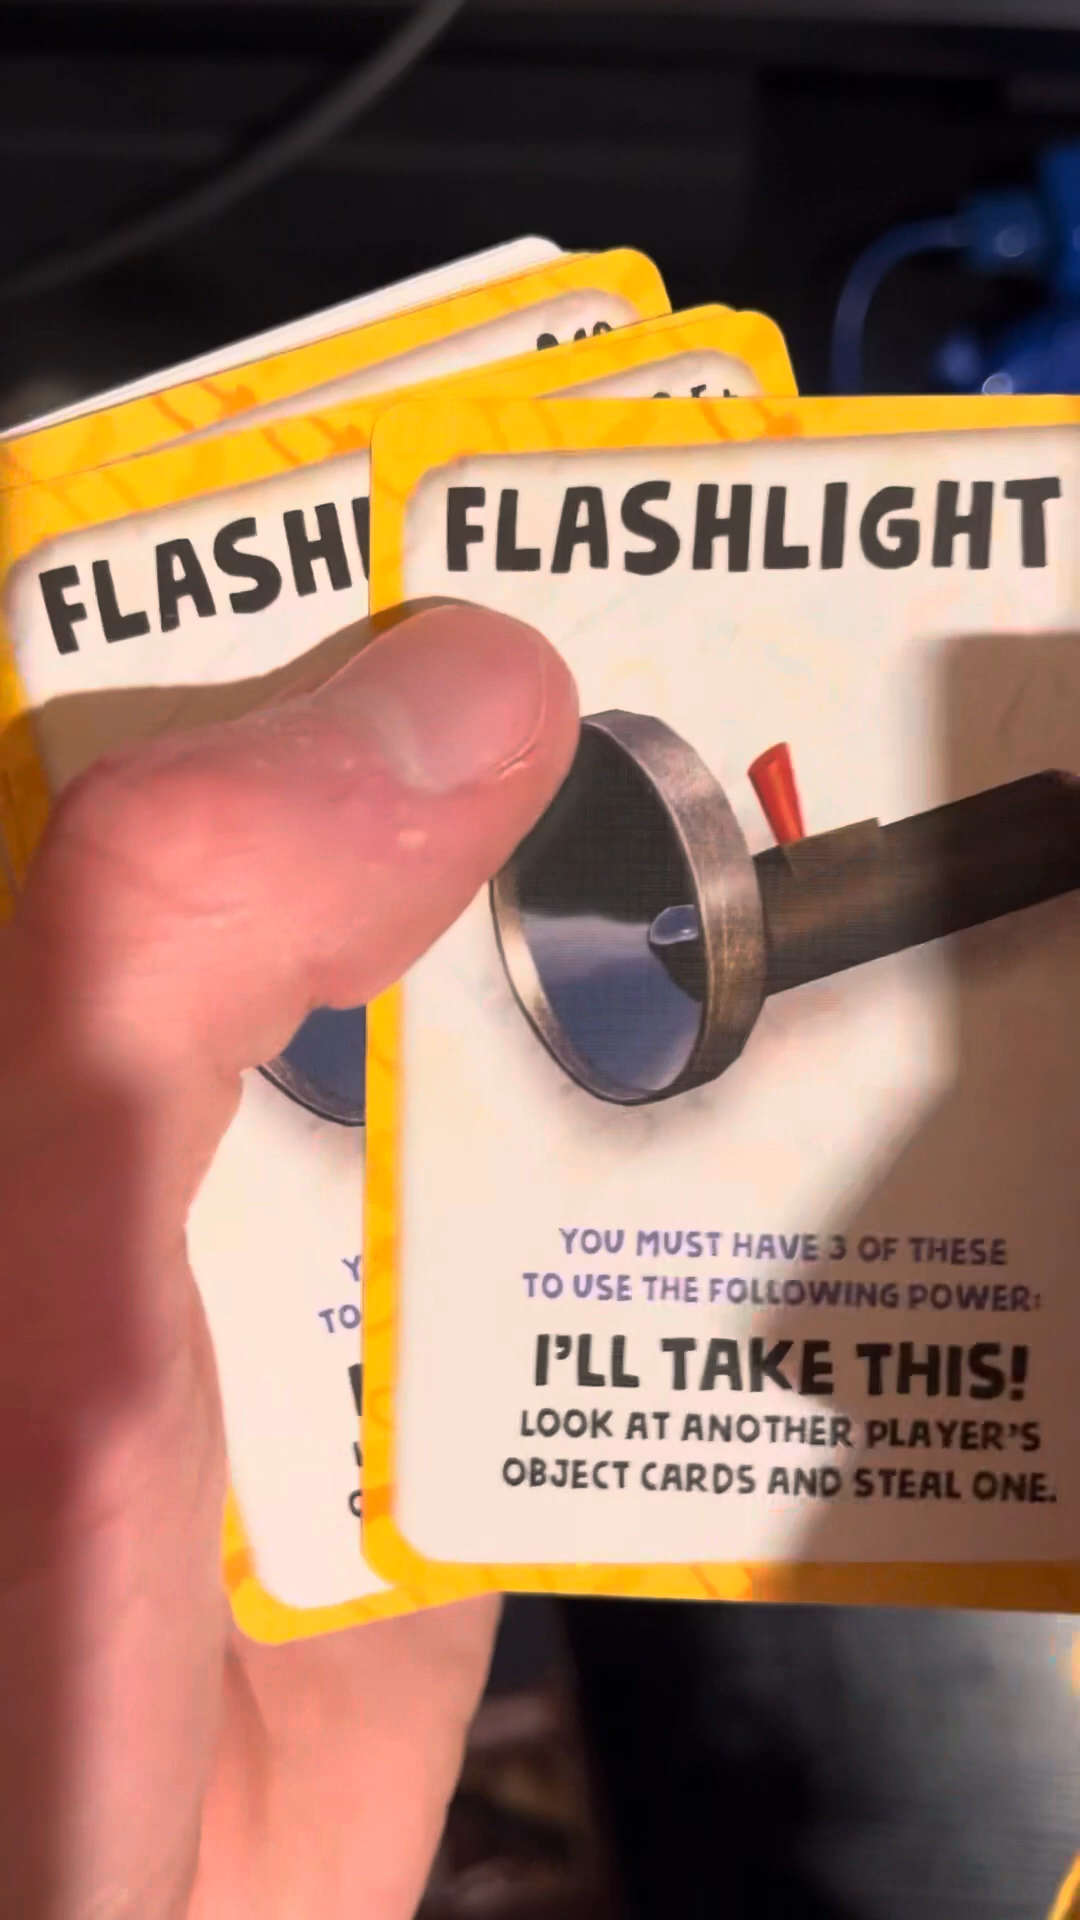 FLASHLIGHT
YOU MUST HAVE 3 OF THESE
TO USE THE FOLLOWING POWER:
I'LL TAKE THIS!
LOOK AT ANOTHER PLAYER'S
OBJECT CARDS AND STEAL ONE.
FLASH
TO